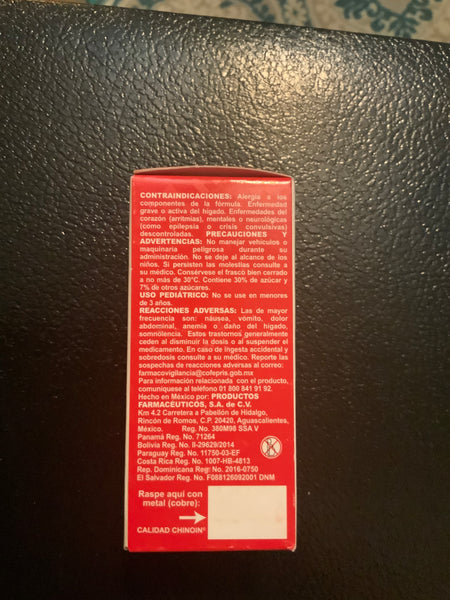 CONTRAINDICACIONES: Alergia a los
componentes de la fórmula. Enfermedad
grave o activa del hígado. Enfermedades del
corazón (arritmias), mentales o neurológicas
(como epilepsia o crisis convulsivas)
descontroladas. PRECAUCIONES Y
ADVERTENCIAS: No manejar vehículos o
maquinaria peligrosa durante su
administración. No se deje al alcance de los
niños. Si persisten las molestias consulte a
su médico. Consérvese el frasco bien cerrado
a no más de 30°C. Contiene 30% de azúcar y
7% de otros azúcares.
USO PEDIÁTRICO: No se use en menores
de 3 años.
REACCIONES ADVERSAS: Las de mayor
frecuencia son: náusea, vómito, dolor
abdominal, anemia o daño del hígado,
somnolencia. Estos trastornos generalmente
ceden al disminuir la dosis o al suspender el
medicamento. En caso de ingesta accidental y
sobredosis consulte a su médico. Reporte las
sospechas de reacciones adversas al correo:
farmacovigilancia@cofepris.gob.mx
Para información relacionada con el producto,
comuníquese al teléfono 01 800 841 91 92.
Hecho en México por: PRODUCTOS
FARMACÉUTICOS, S.A. de C.V.
Km 4.2 Carretera a Pabellón de Hidalgo,
Rincón de Romos, C.P. 20420, Aguascalientes,
México. Reg. No. 380M98 SSA V
Panamá Reg. No. 71264
Bolivia Reg. No. II-29629/2014
Paraguay Reg. No. 11750-03-EF
Costa Rica Reg. No. 1007-HB-4813
Rep. Dominicana Reg. No. 2016-0750
El Salvador Reg. No. F088126092001 DNM
Raspe aquí con
metal (cobre):
CALIDAD CHINOIN®